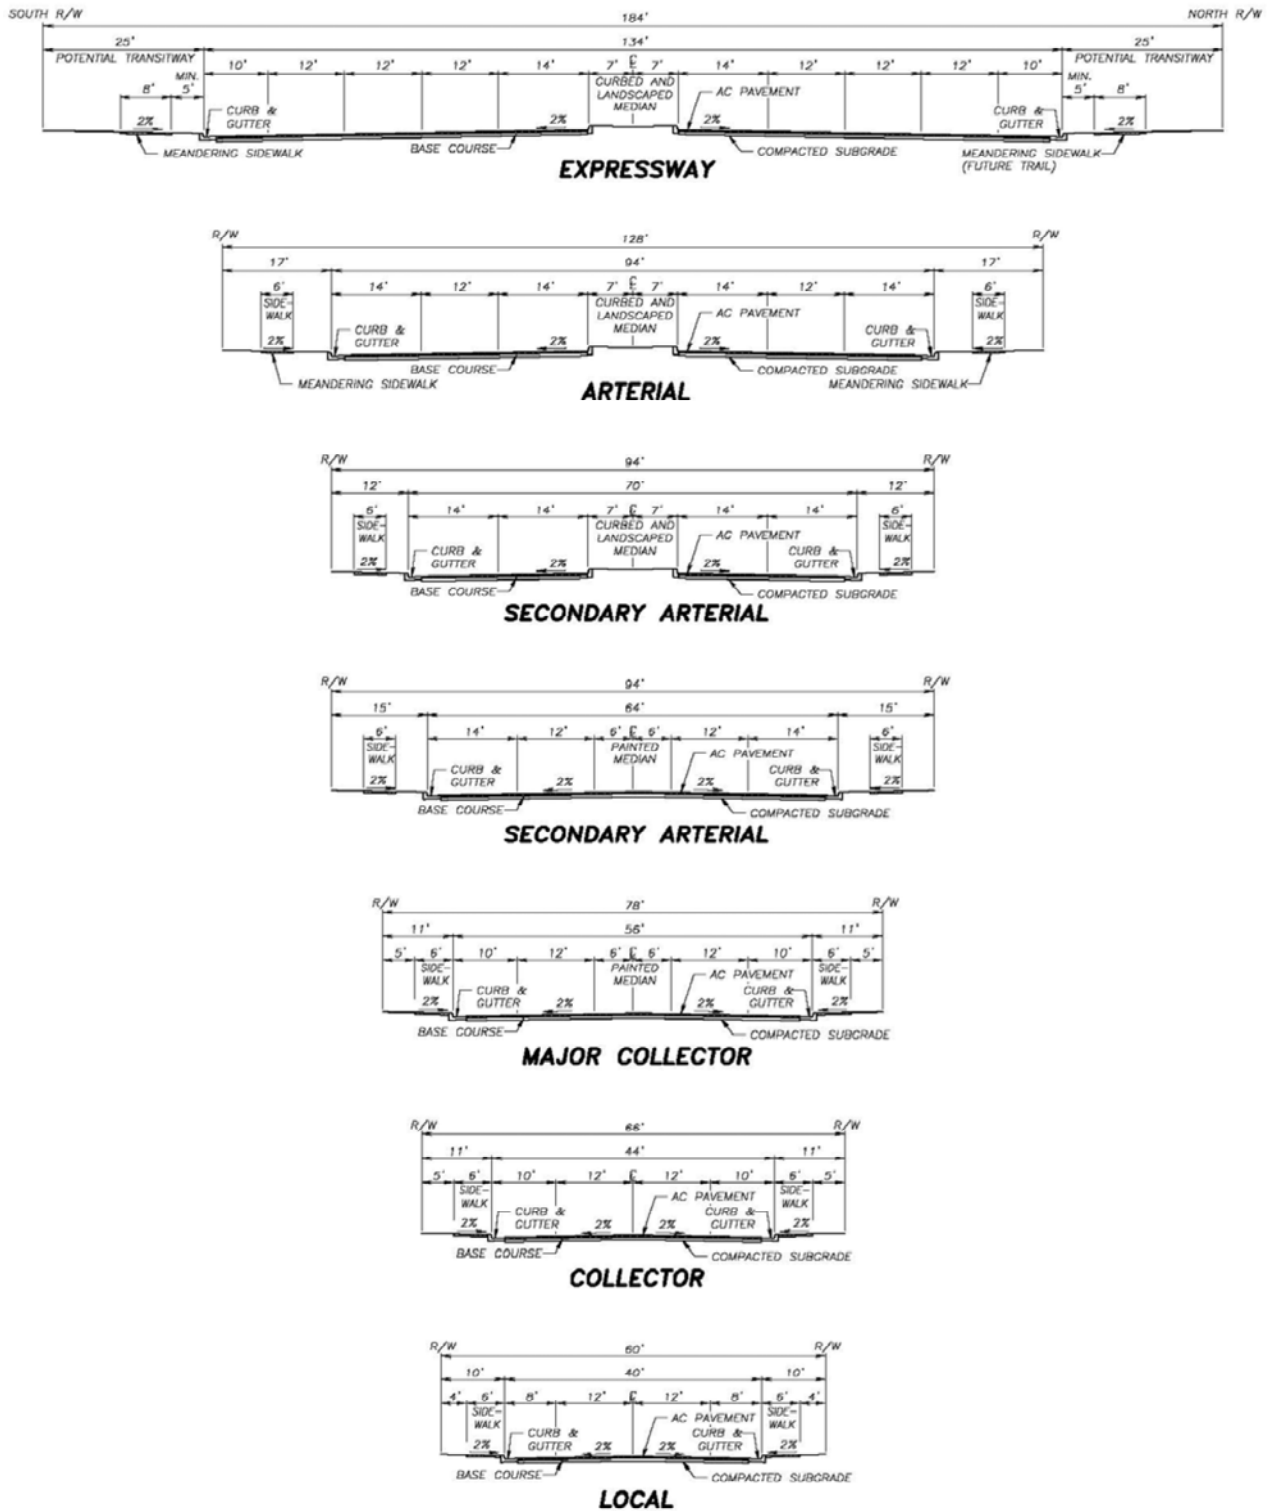 SOUTH R/W NORTH R/W
184'
25' 134' 25'
POTENTIAL TRANSITWAY POTENTIAL TRANSITWAY
10' 12' 12' 12' 14' 7' ℄ 7' 14' 12' 12' 12' 10'
MIN. MIN.
8' 5' 5' 8'
CURBED AND
LANDSCAPED
MEDIAN
AC PAVEMENT
CURB & GUTTER CURB & GUTTER
2% 2% 2% 2%
MEANDERING SIDEWALK BASE COURSE COMPACTED SUBGRADE MEANDERING SIDEWALK
(FUTURE TRAIL)
EXPRESSWAY
R/W R/W
128'
17' 94' 17'
6' 14' 12' 14' 7' ℄ 7' 14' 12' 14' 6'
SIDE-
WALK
CURBED AND
LANDSCAPED
MEDIAN
SIDE-
WALK
AC PAVEMENT
CURB &
GUTTER
CURB &
GUTTER
2% 2% 2% 2%
BASE COURSE COMPACTED SUBGRADE
MEANDERING SIDEWALK MEANDERING SIDEWALK
ARTERIAL
R/W R/W
94'
12' 70' 12'
6' 14' 14' 7' ℄ 7' 14' 14' 6'
SIDE-
WALK
CURBED AND
LANDSCAPED
MEDIAN
SIDE-
WALK
AC PAVEMENT
CURB &
GUTTER
CURB &
GUTTER
2% 2% 2% 2%
BASE COURSE COMPACTED SUBGRADE
SECONDARY ARTERIAL
R/W R/W
94'
15' 64' 15'
6' 14' 12' 6' ℄ 6' 12' 14' 6'
SIDE-
WALK
PAINTED
MEDIAN
SIDE-
WALK
AC PAVEMENT
CURB &
GUTTER
CURB &
GUTTER
2% 2% 2% 2%
BASE COURSE COMPACTED SUBGRADE
SECONDARY ARTERIAL
R/W R/W
78'
11' 56' 11'
5' 6' 10' 12' 6' ℄ 6' 12' 10' 6' 5'
SIDE-
WALK
PAINTED
MEDIAN
SIDE-
WALK
AC PAVEMENT
CURB &
GUTTER
CURB &
GUTTER
2% 2% 2% 2%
BASE COURSE COMPACTED SUBGRADE
MAJOR COLLECTOR
R/W R/W
66'
11' 44' 11'
5' 6' 10' 12' ℄ 12' 10' 6' 5'
SIDE-
WALK
SIDE-
WALK
AC PAVEMENT
CURB &
GUTTER
CURB &
GUTTER
2% 2% 2% 2%
BASE COURSE COMPACTED SUBGRADE
COLLECTOR
R/W R/W
60'
10' 40' 10'
4' 6' 8' 12' ℄ 12' 8' 6' 4'
SIDE-
WALK
SIDE-
WALK
AC PAVEMENT
CURB &
GUTTER
CURB &
GUTTER
2% 2% 2% 2%
BASE COURSE COMPACTED SUBGRADE
LOCAL